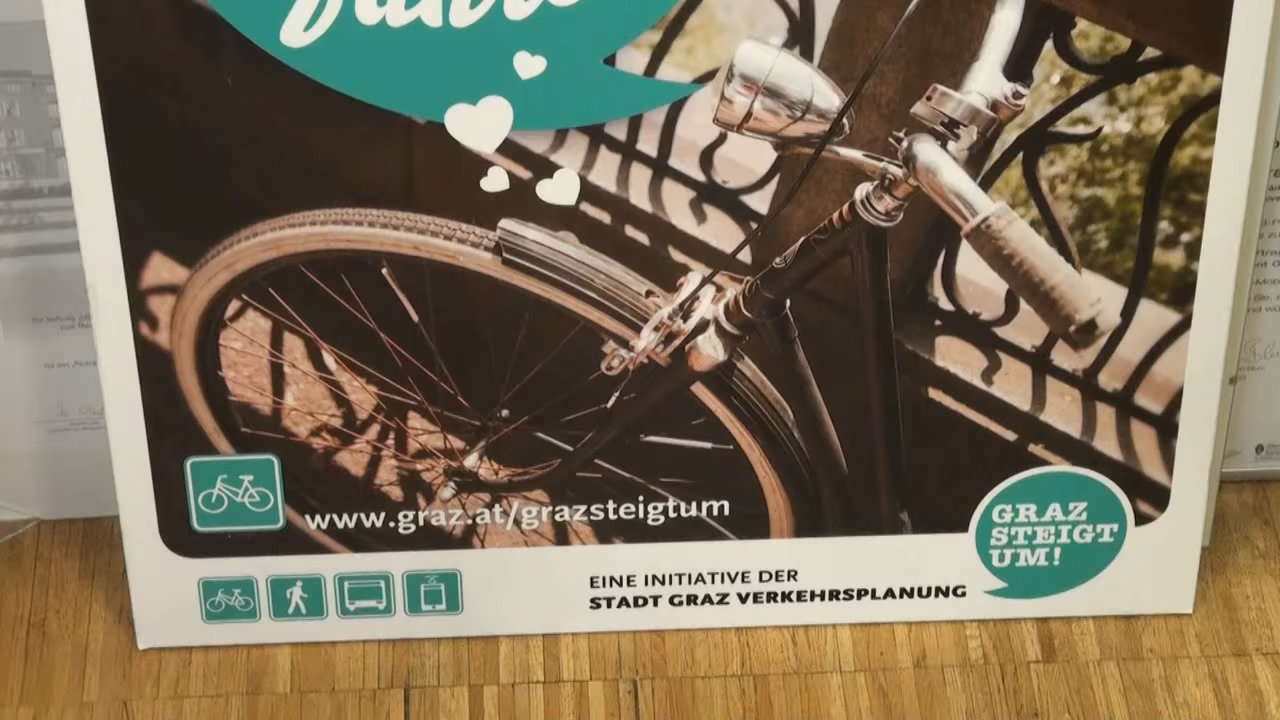 www.graz.at/grazsteigtum
GRAZ
STEIGT
UM!
EINE INITIATIVE DER
STADT GRAZ VERKEHRSPLANUNG